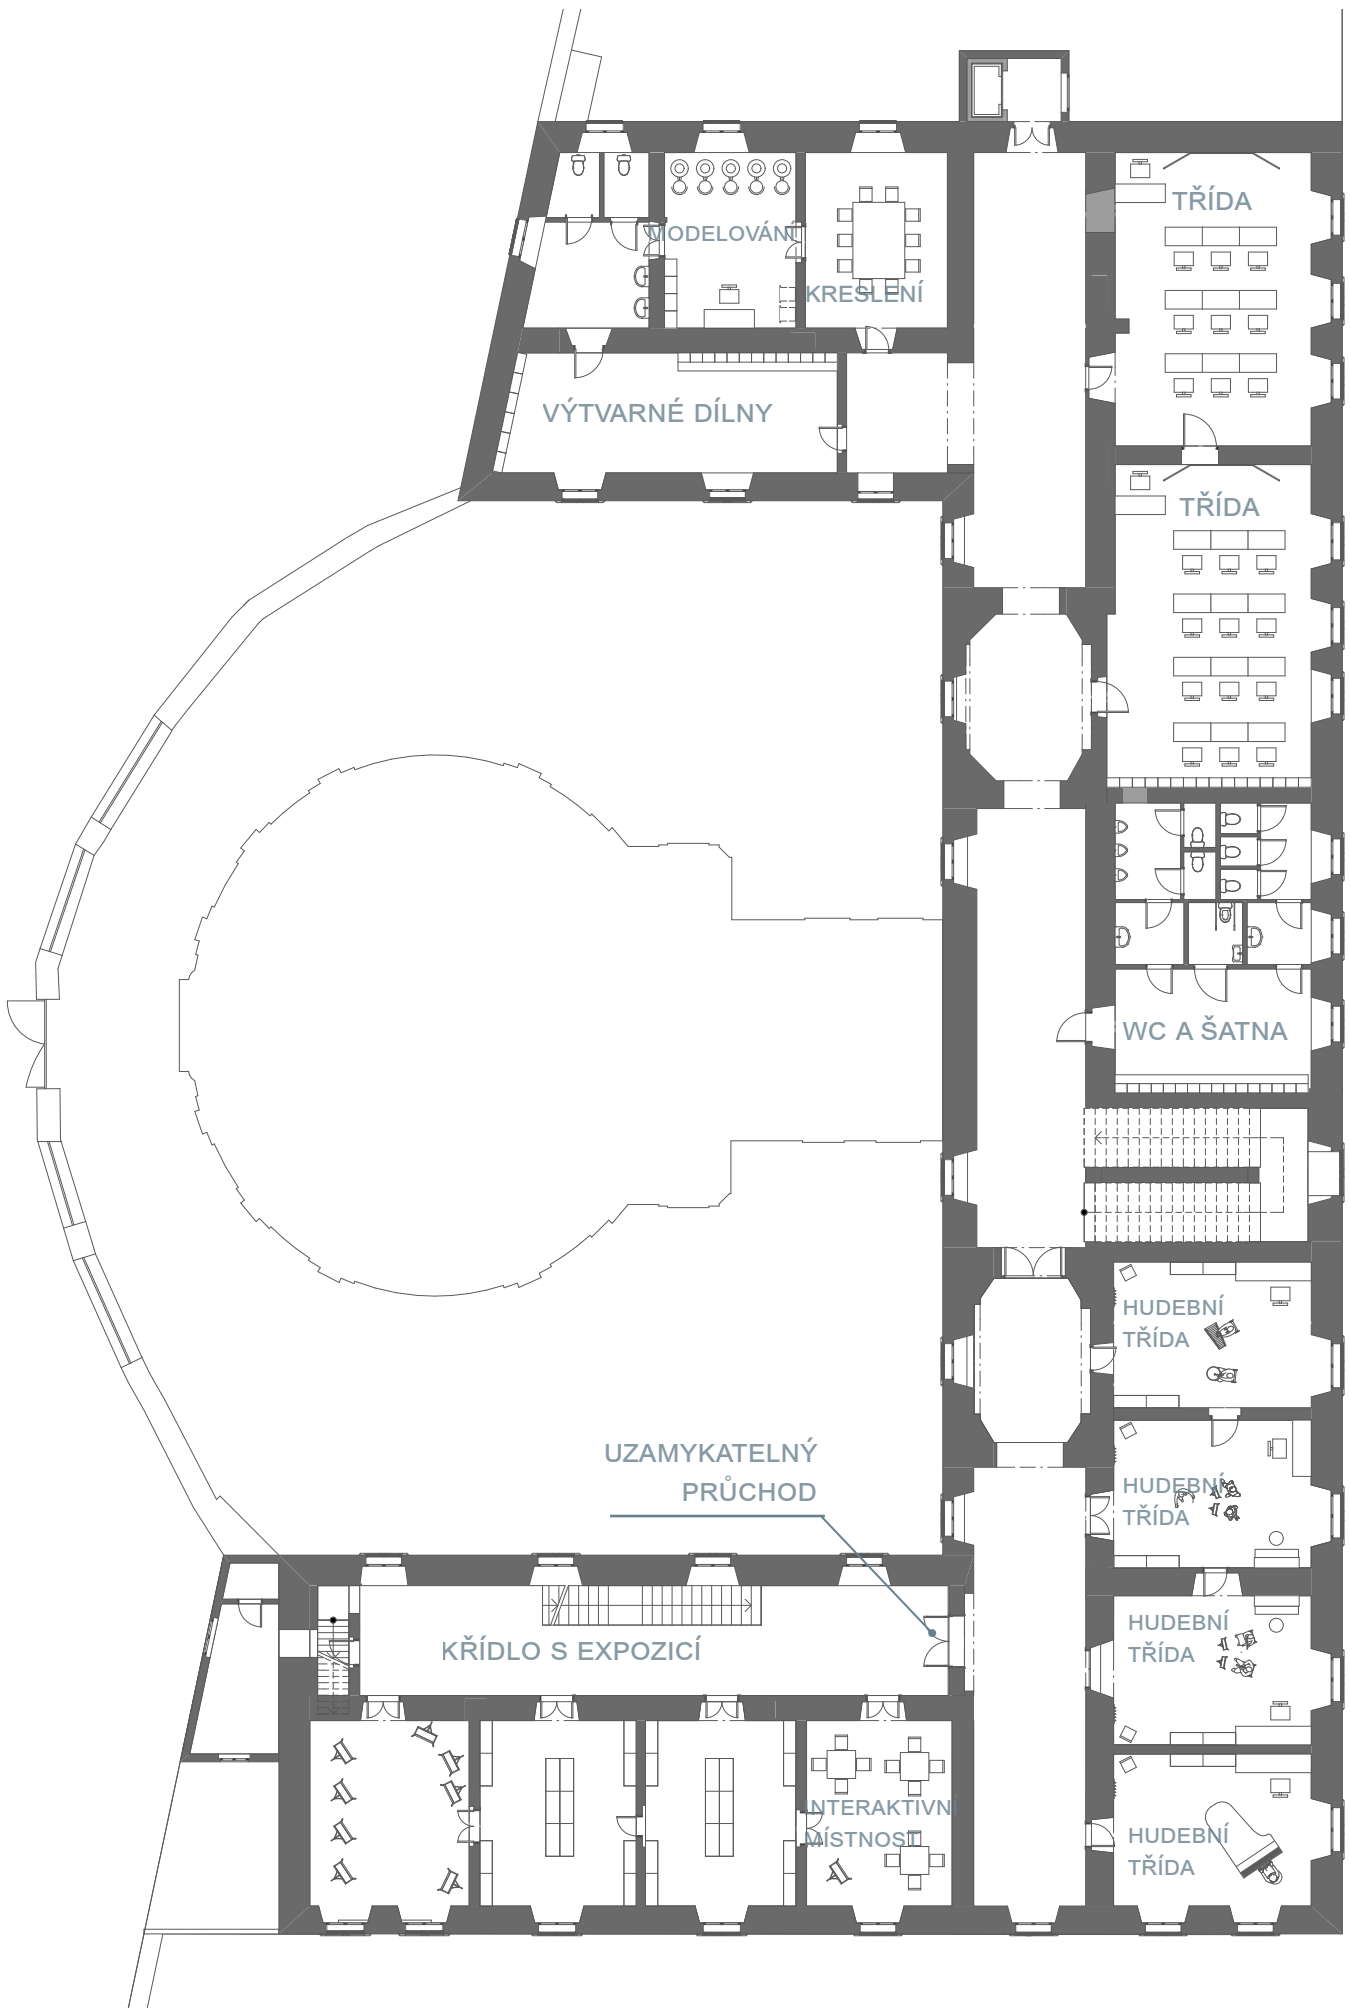 TŘÍDA
MODELOVÁNÍ
KRESLENÍ
VÝTVARNÉ DÍLNY
TŘÍDA
WC A ŠATNA
HUDEBNÍ
TŘÍDA
UZAMYKATELNÝ
PRŮCHOD
HUDEBNÍ
TŘÍDA
HUDEBNÍ
TŘÍDA
KŘÍDLO S EXPOZICÍ
INTERAKTIVNÍ
MÍSTNOST
HUDEBNÍ
TŘÍDA